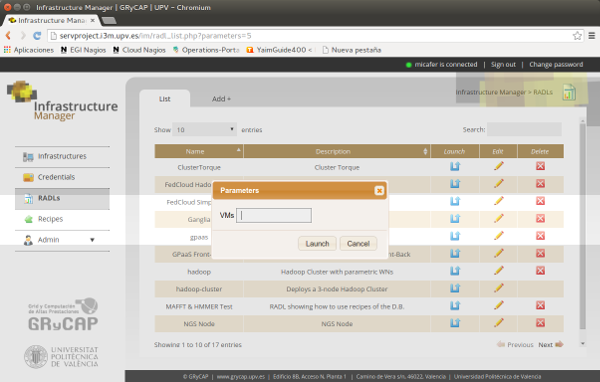 Infrastructure Manager | GRyCAP | UPV - Chromium
Infrastructure Mana
servproject.i3m.upv.es/im/radl_list.php?parameters=5
Aplicaciones EGI Nagios Cloud Nagios Operations-Porta YaimGuide400 < Nueva pestaña
micafer is connected | Sign out | Change password
Infrastructure
Manager
Infrastructure Manager > RADLs
List Add +
Show 10 entries Search:
Name Description Launch Edit Delete
Infrastructures
Credentials
RADLs
Recipes
Admin
ClusterTorque Cluster Torque
FedCloud Hado
FedCloud Simp
Ganglia
gpaas
GPaaS Front- nt-Back
hadoop Hadoop Cluster with parametric WNs
hadoop-cluster Deploys a 3-node Hadoop Cluster
MAFFT & HMMER Test RADL showing how to use recipes of the D.B.
NGS Node NGS Node
Parameters
VMs
Launch Cancel
Showing 1 to 10 of 17 entries Previous Next
Grid y Computación
de Altas Prestaciones
GRyCAP
UNIVERSITAT
POLITÈCNICA
DE VALÈNCIA
© GRyCAP | www.grycap.upv.es | Edificio 8B, Acceso N, Planta 1 | Camino de Vera s/n, 46022, Valencia | Universidad Politécnica de Valencia